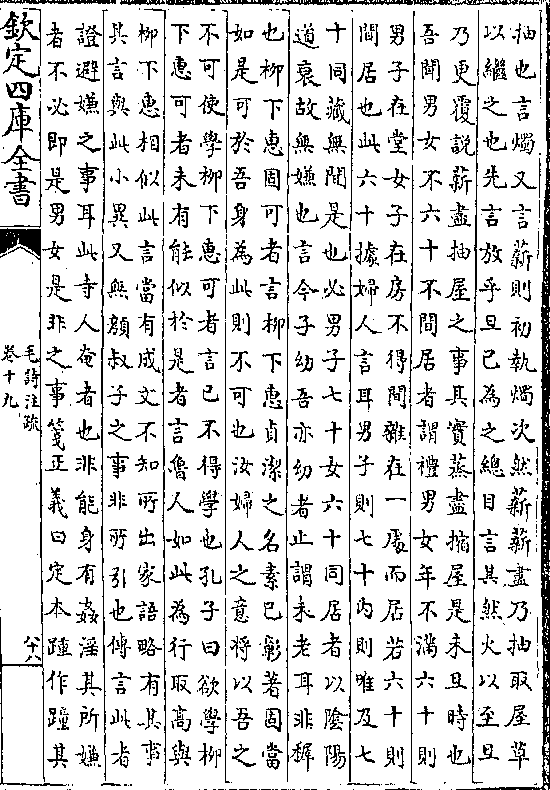 抽也言燭又言薪則初執燭次然薪薪盡乃抽取屋草
以繼之也先言放乎旦已為之總目言其然火以至旦
乃更覆說薪盡抽屋之事其實蒸盡摍屋是未旦時也
吾聞男女不六十不間居者謂禮男女年不滿六十則
男子在堂女子在房不得間雜在一處而居若六十則
間居也此六十據婦人言耳男子則七十内則唯及七
十同藏無間是也必男子七十女六十同居者以陰陽
道衰故無嫌也言今子幼吾亦幼者止謂未老耳非稺
也柳下惠固可者言柳下惠貞潔之名素已彰著固當
如是可於吾身為此則不可也汝婦人之意將以吾之
不可使學柳下惠可者言已不得學也孔子曰欲學柳
下惠可者未有能似於是者言魯人如此為行取髙與
柳下惠相似此言當有成文不知所出家語略有其事
其言與此小異又無顔叔子之事非所引也傳言此者
證避嫌之事耳此寺人奄者也非能身有姦淫其所嫌
者不必即是男女是非之事箋正義曰定本踵作蹱其
欽定四庫全書
毛詩注疏
卷十九
六十八